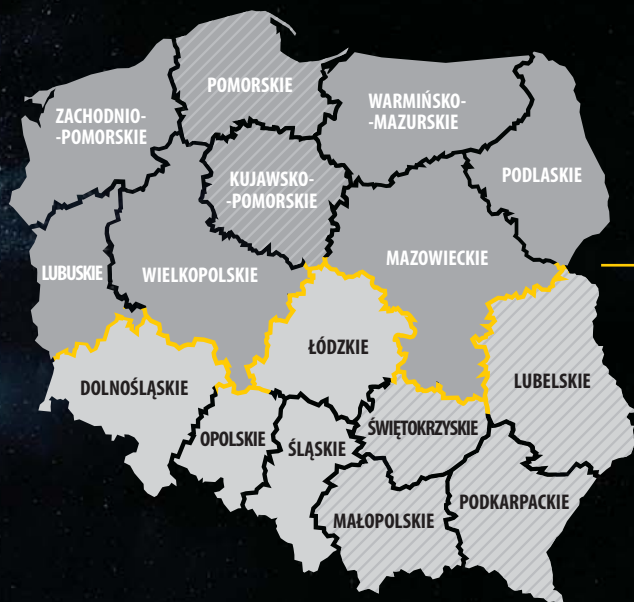 POMORSKIE
ZACHODNIO-
-POMORSKIE
WARMIŃSKO-
-MAZURSKIE
KUJAWSKO-
-POMORSKIE
PODLASKIE
LUBUSKIE
WIELKOPOLSKIE
MAZOWIECKIE
ŁÓDZKIE
DOLNOŚLĄSKIE
LUBELSKIE
OPOLSKIE
ŚLĄSKIE
ŚWIĘTOKRZYSKIE
MAŁOPOLSKIE
PODKARPACKIE